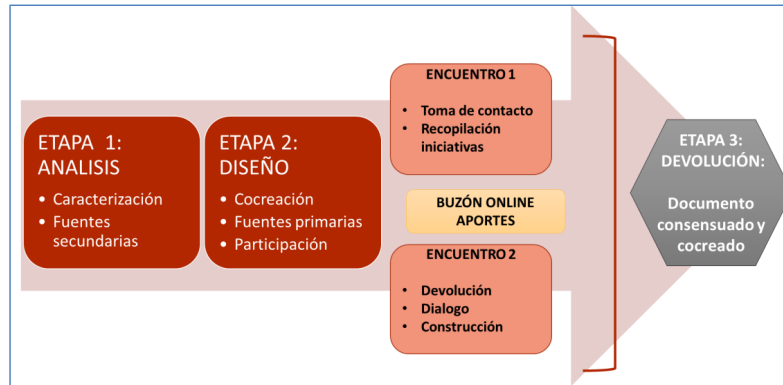 ETAPA 1:
ANALISIS
• Caracterización
• Fuentes
secundarias
ETAPA 2:
DISEÑO
• Cocreación
• Fuentes primarias
• Participación
ENCUENTRO 1
• Toma de contacto
• Recopilación
iniciativas
BUZÓN ONLINE
APORTES
ENCUENTRO 2
• Devolución
• Dialogo
• Construcción
ETAPA 3:
DEVOLUCIÓN:
Documento
consensuado y
cocreado